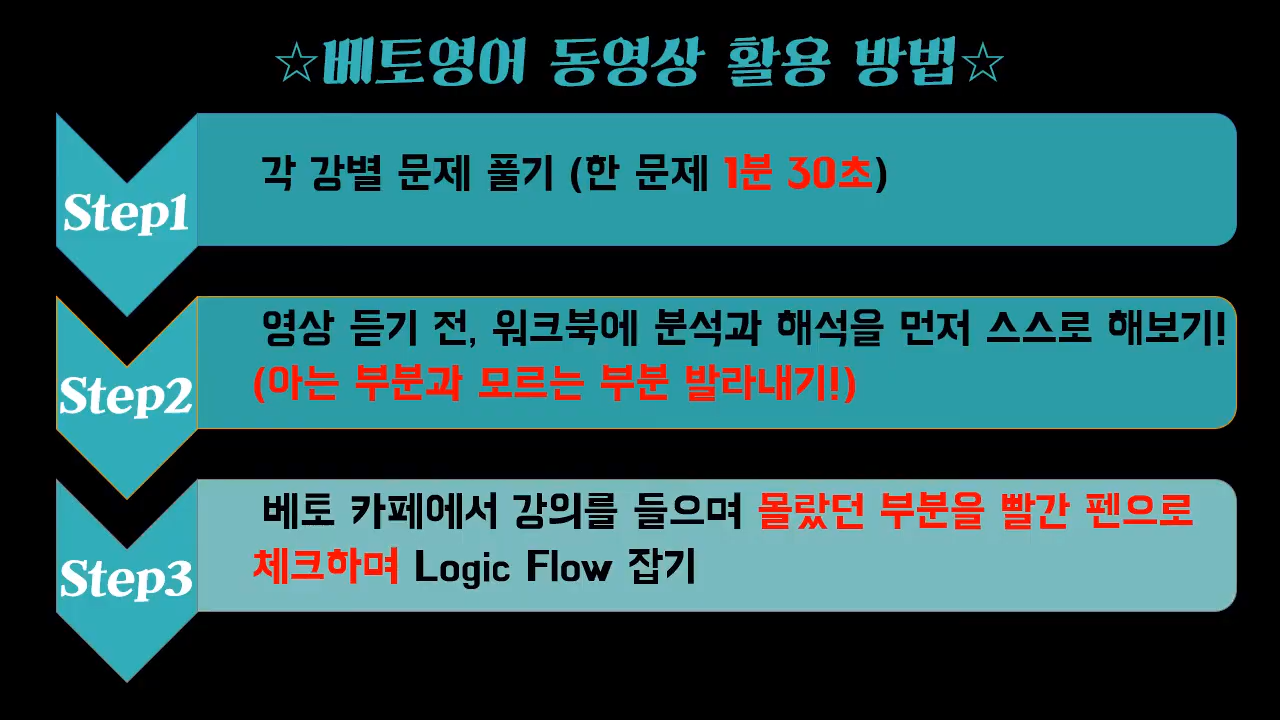 ☆베토영어 동영상 활용 방법☆
Step1
각 강별 문제 풀기 (한 문제 1분 30초)
Step2
영상 듣기 전, 워크북에 분석과 해석을 먼저 스스로 해보기!
(아는 부분과 모르는 부분 발라내기!)
Step3
베토 카페에서 강의를 들으며 몰랐던 부분을 빨간 펜으로
체크하며 Logic Flow 잡기